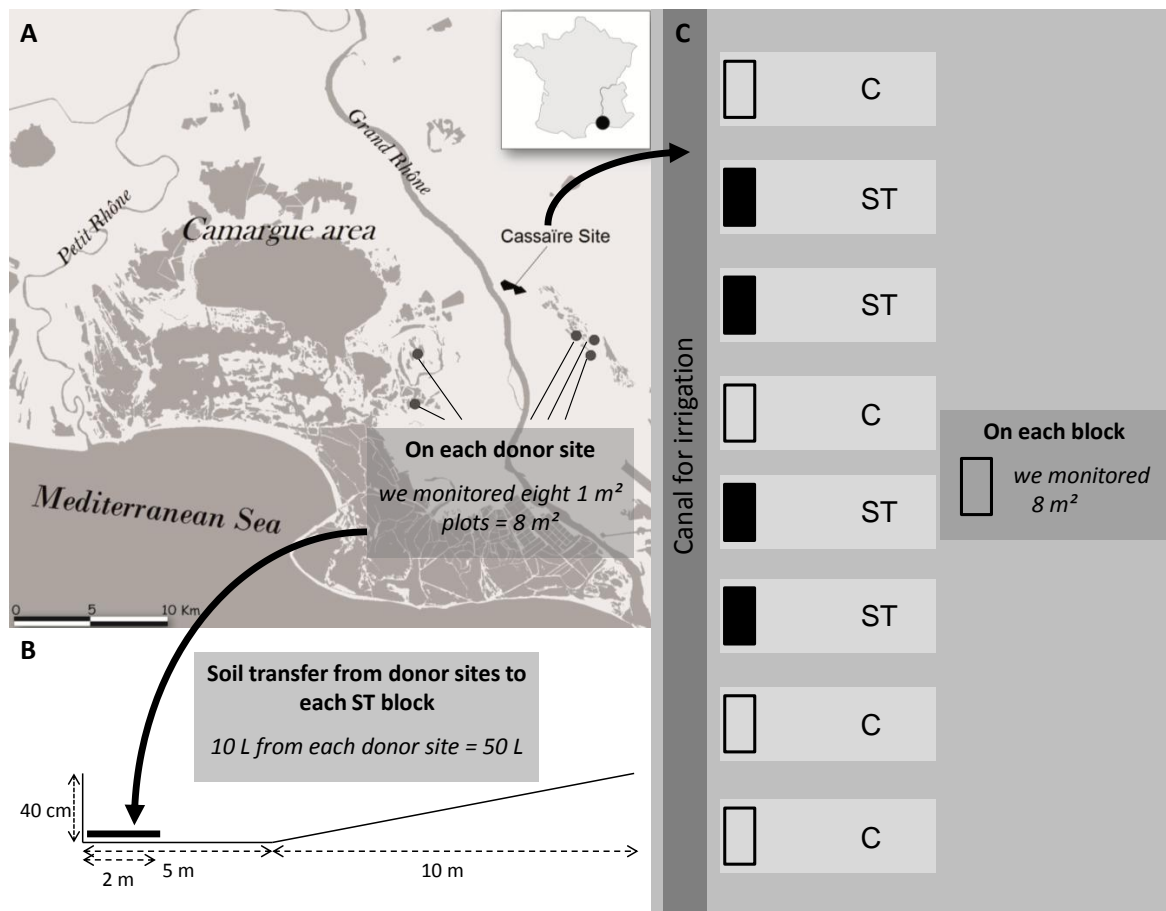 A
Petit Rhône
Grand Rhône
Camargue area
Cassaïre Site
Mediterranean Sea
On each donor site
we monitored eight 1 m²
plots = 8 m²
0 5 10 Km
B
Soil transfer from donor sites to
each ST block
10 L from each donor site = 50 L
40 cm
5 m
2 m
10 m
C
Canal for irrigation
C
ST
ST
C
ST
ST
C
C
On each block
we monitored
8 m²